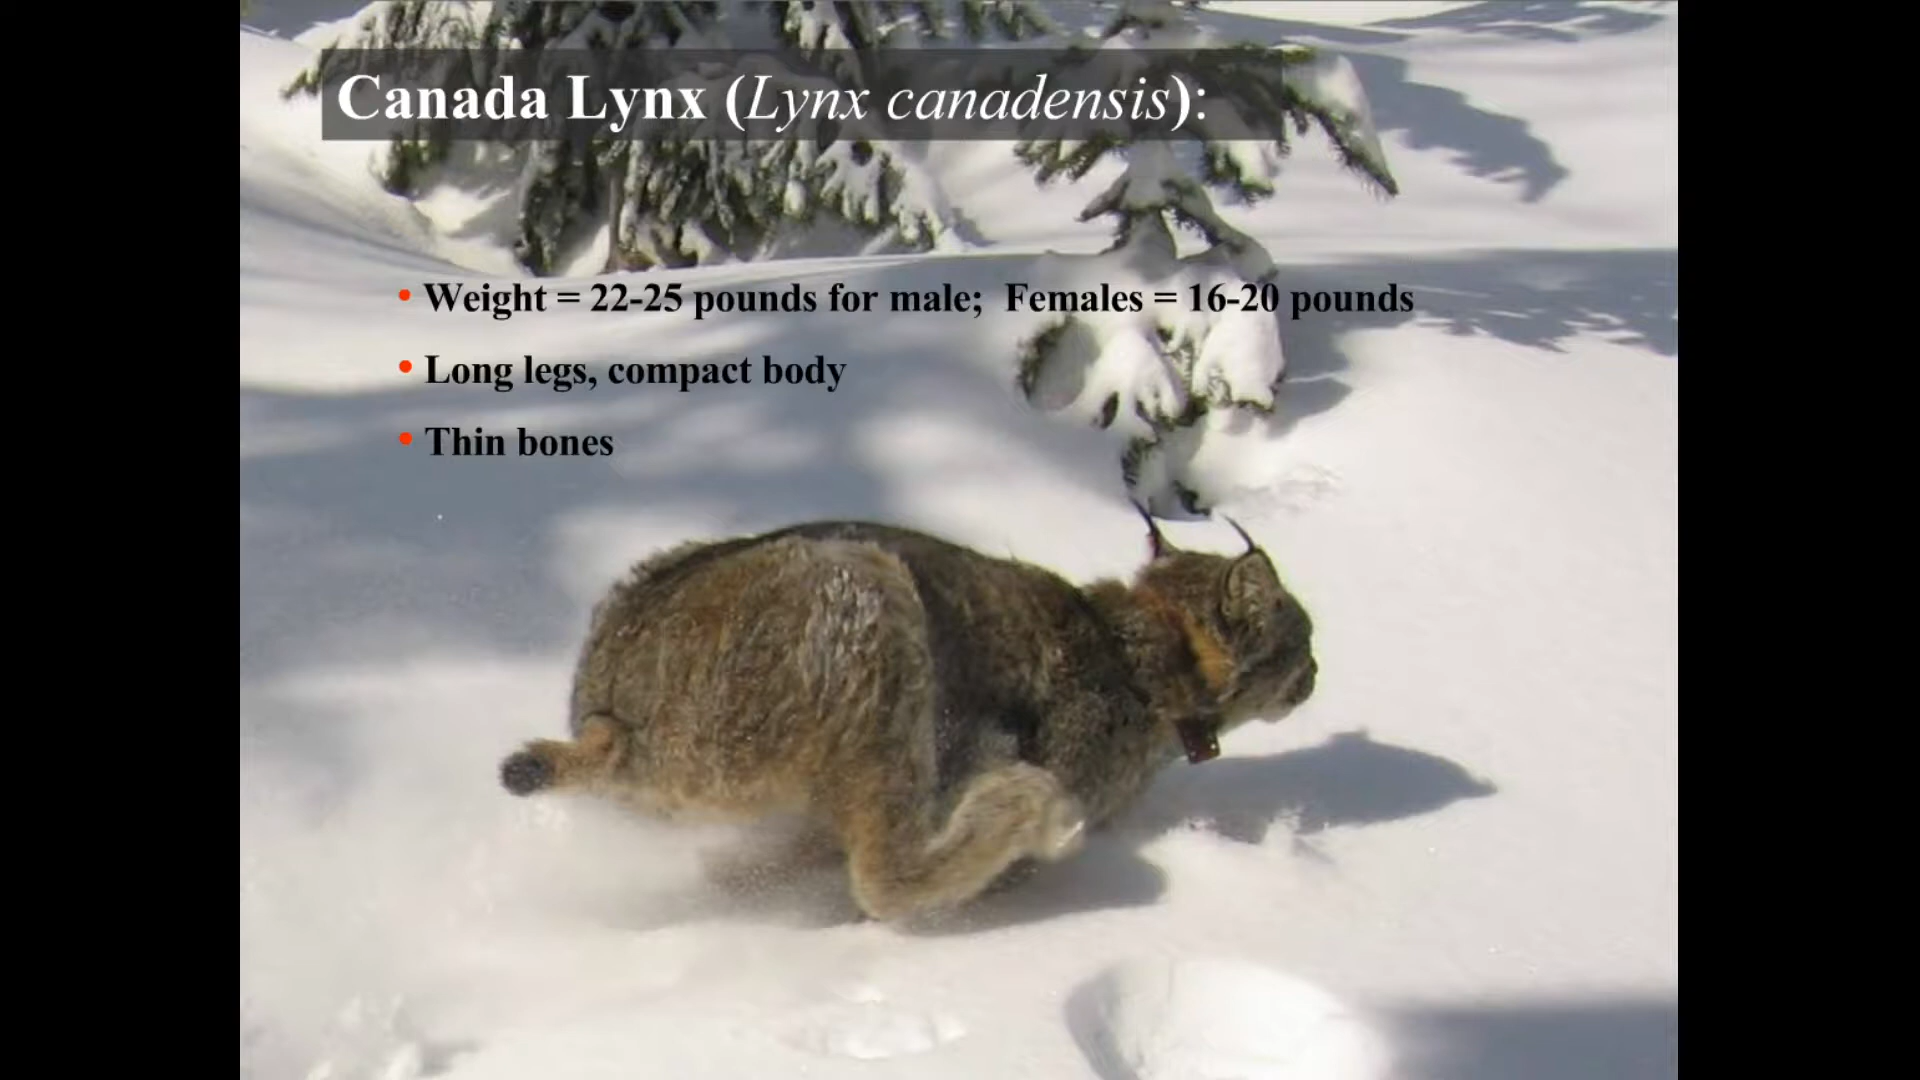 Canada Lynx (Lynx canadensis):
• Weight = 22-25 pounds for male;  Females = 16-20 pounds
• Long legs, compact body
• Thin bones